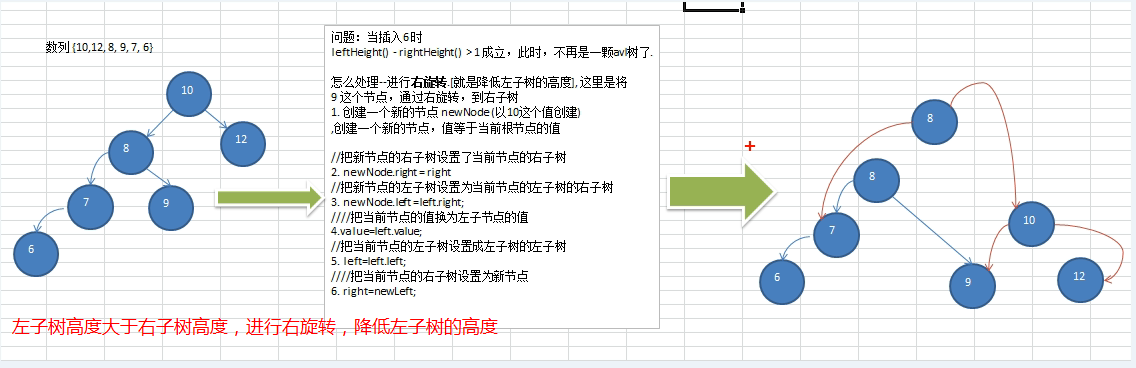 数列 {10,12, 8, 9, 7, 6}
10
8
12
7
9
6
问题：当插入6时
leftHeight() - rightHeight() > 1 成立，此时，不再是一颗avl树了.
怎么处理--进行右旋转.[就是降低左子树的高度], 这里是将
9 这个节点，通过右旋转，到右子树
1. 创建一个新的节点 newNode (以10这个值创建)
,创建一个新的节点，值等于当前根节点的值
//把新节点的右子树设置了当前节点的右子树
2. newNode.right = right
//把新节点的左子树设置为当前节点的左子树的右子树
3. newNode.left =left.right;
////把当前节点的值换为左子节点的值
4.value=left.value;
//把当前节点的左子树设置成左子树的左子树
5. left=left.left;
////把当前节点的右子树设置为新节点
6. right=newLeft;
8
8
7
10
6
9
12
左子树高度大于右子树高度，进行右旋转，降低左子树的高度